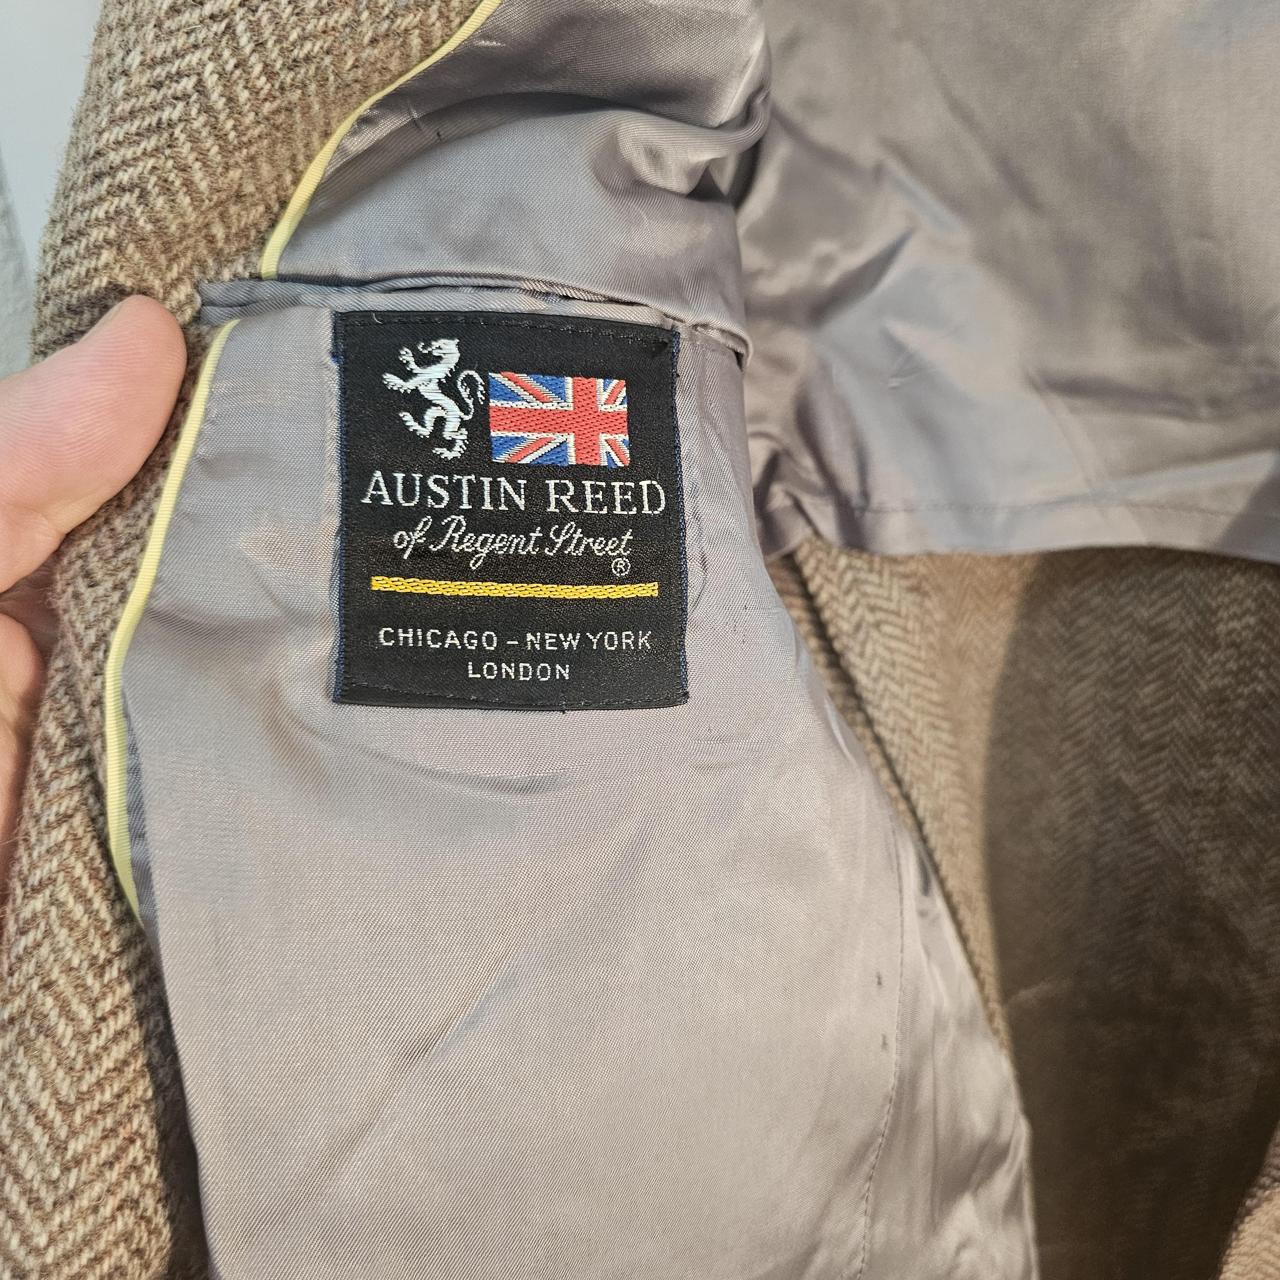 AUSTIN REED
of Regent Street
®
CHICAGO – NEW YORK
LONDON